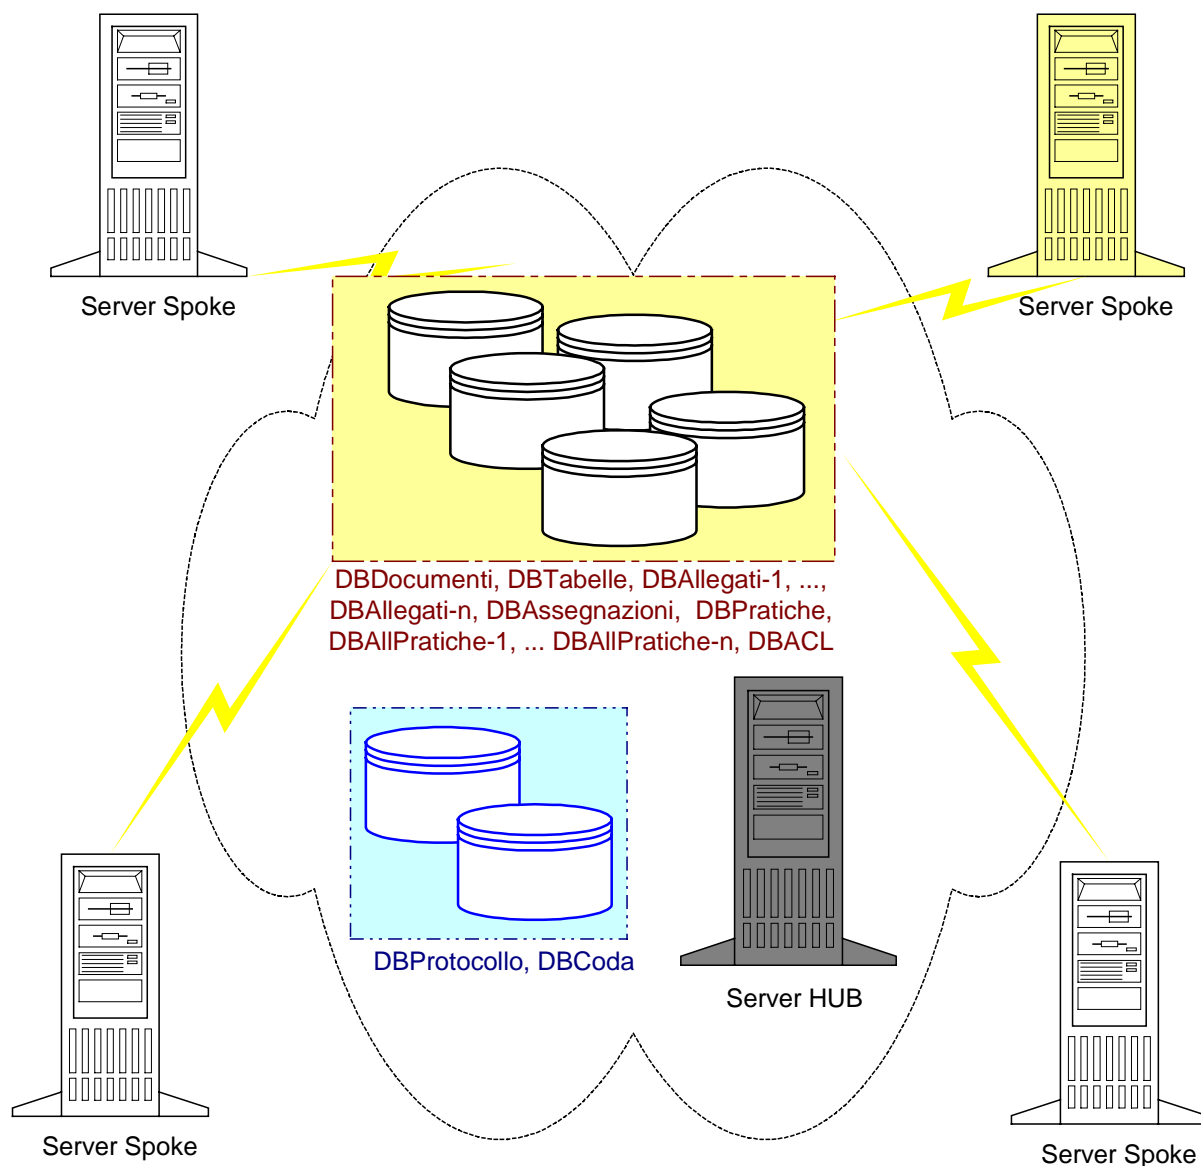 Server Spoke
Server Spoke
DBDocumenti, DBTabelle, DBAllegati-1, ...,
DBAllegati-n, DBAssegnazioni, DBPratiche,
DBAllPratiche-1, ... DBAllPratiche-n, DBACL
DBProtocollo, DBCoda
Server HUB
Server Spoke
Server Spoke